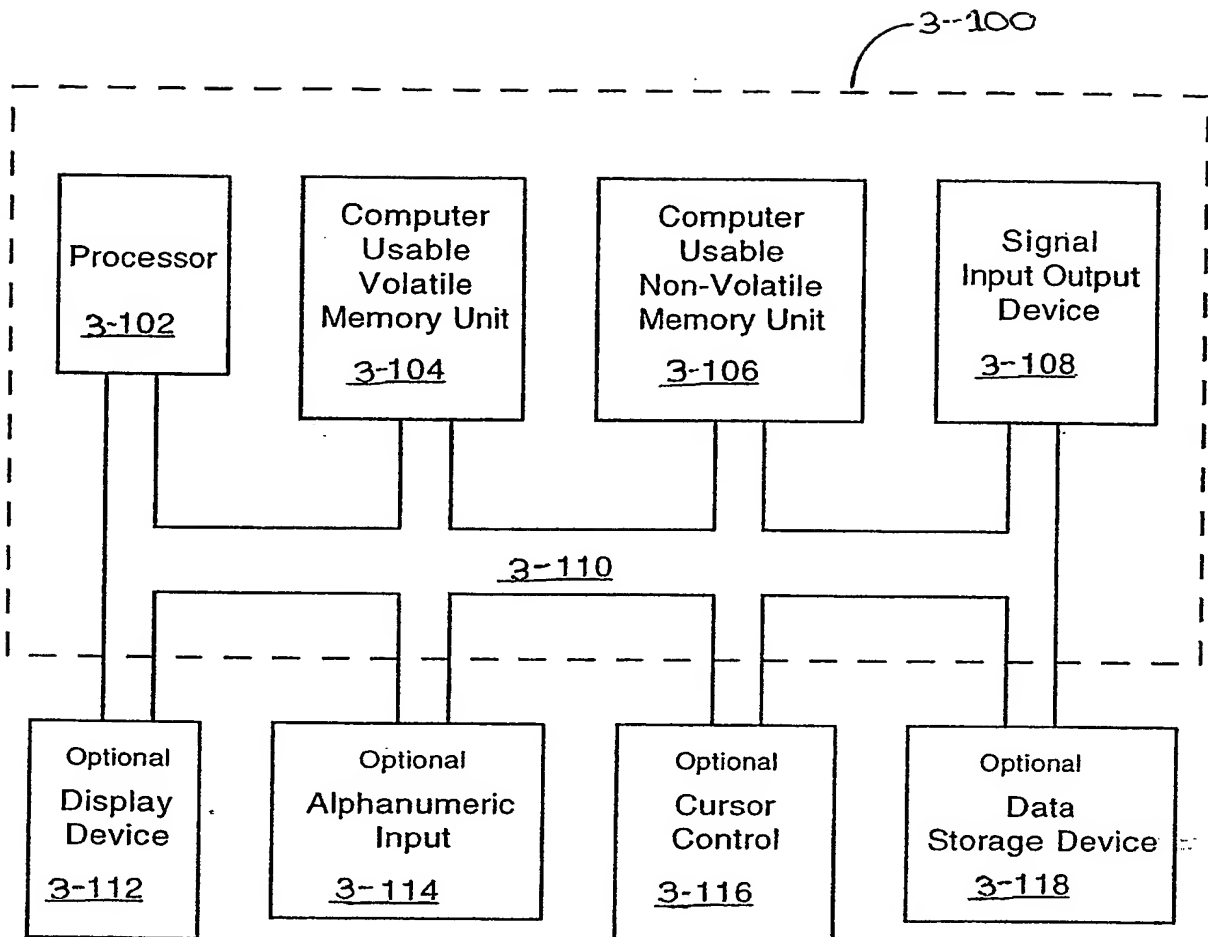 3-100
Processor
3-102
Computer
Usable
Volatile
Memory Unit
3-104
Computer
Usable
Non-Volatile
Memory Unit
3-106
Signal
Input Output
Device
3-108
3-110
Optional
Display
Device
3-112
Optional
Alphanumeric
Input
3-114
Optional
Cursor
Control
3-116
Optional
Data
Storage Device
3-118